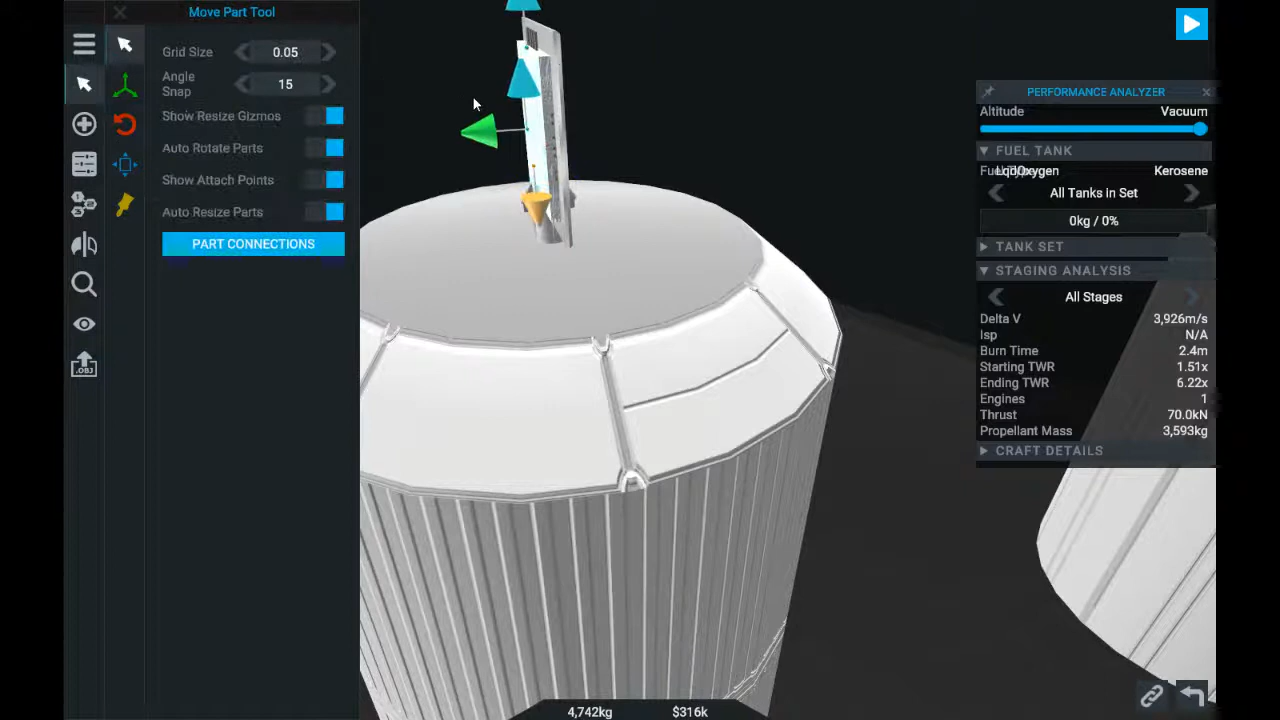 Move Part Tool
Grid Size 0.05
Angle Snap 15
Show Resize Gizmos
Auto Rotate Parts
Show Attach Points
Auto Resize Parts
PART CONNECTIONS
.OBJ
PERFORMANCE ANALYZER
Altitude Vacuum
FUEL TANK
Kerosene
All Tanks in Set
0kg / 0%
TANK SET
STAGING ANALYSIS
All Stages
Delta V 3,926m/s
Isp N/A
Burn Time 2.4m
Starting TWR 1.51x
Ending TWR 6.22x
Engines 1
Thrust 70.0kN
Propellant Mass 3,593kg
CRAFT DETAILS
4,742kg $316k